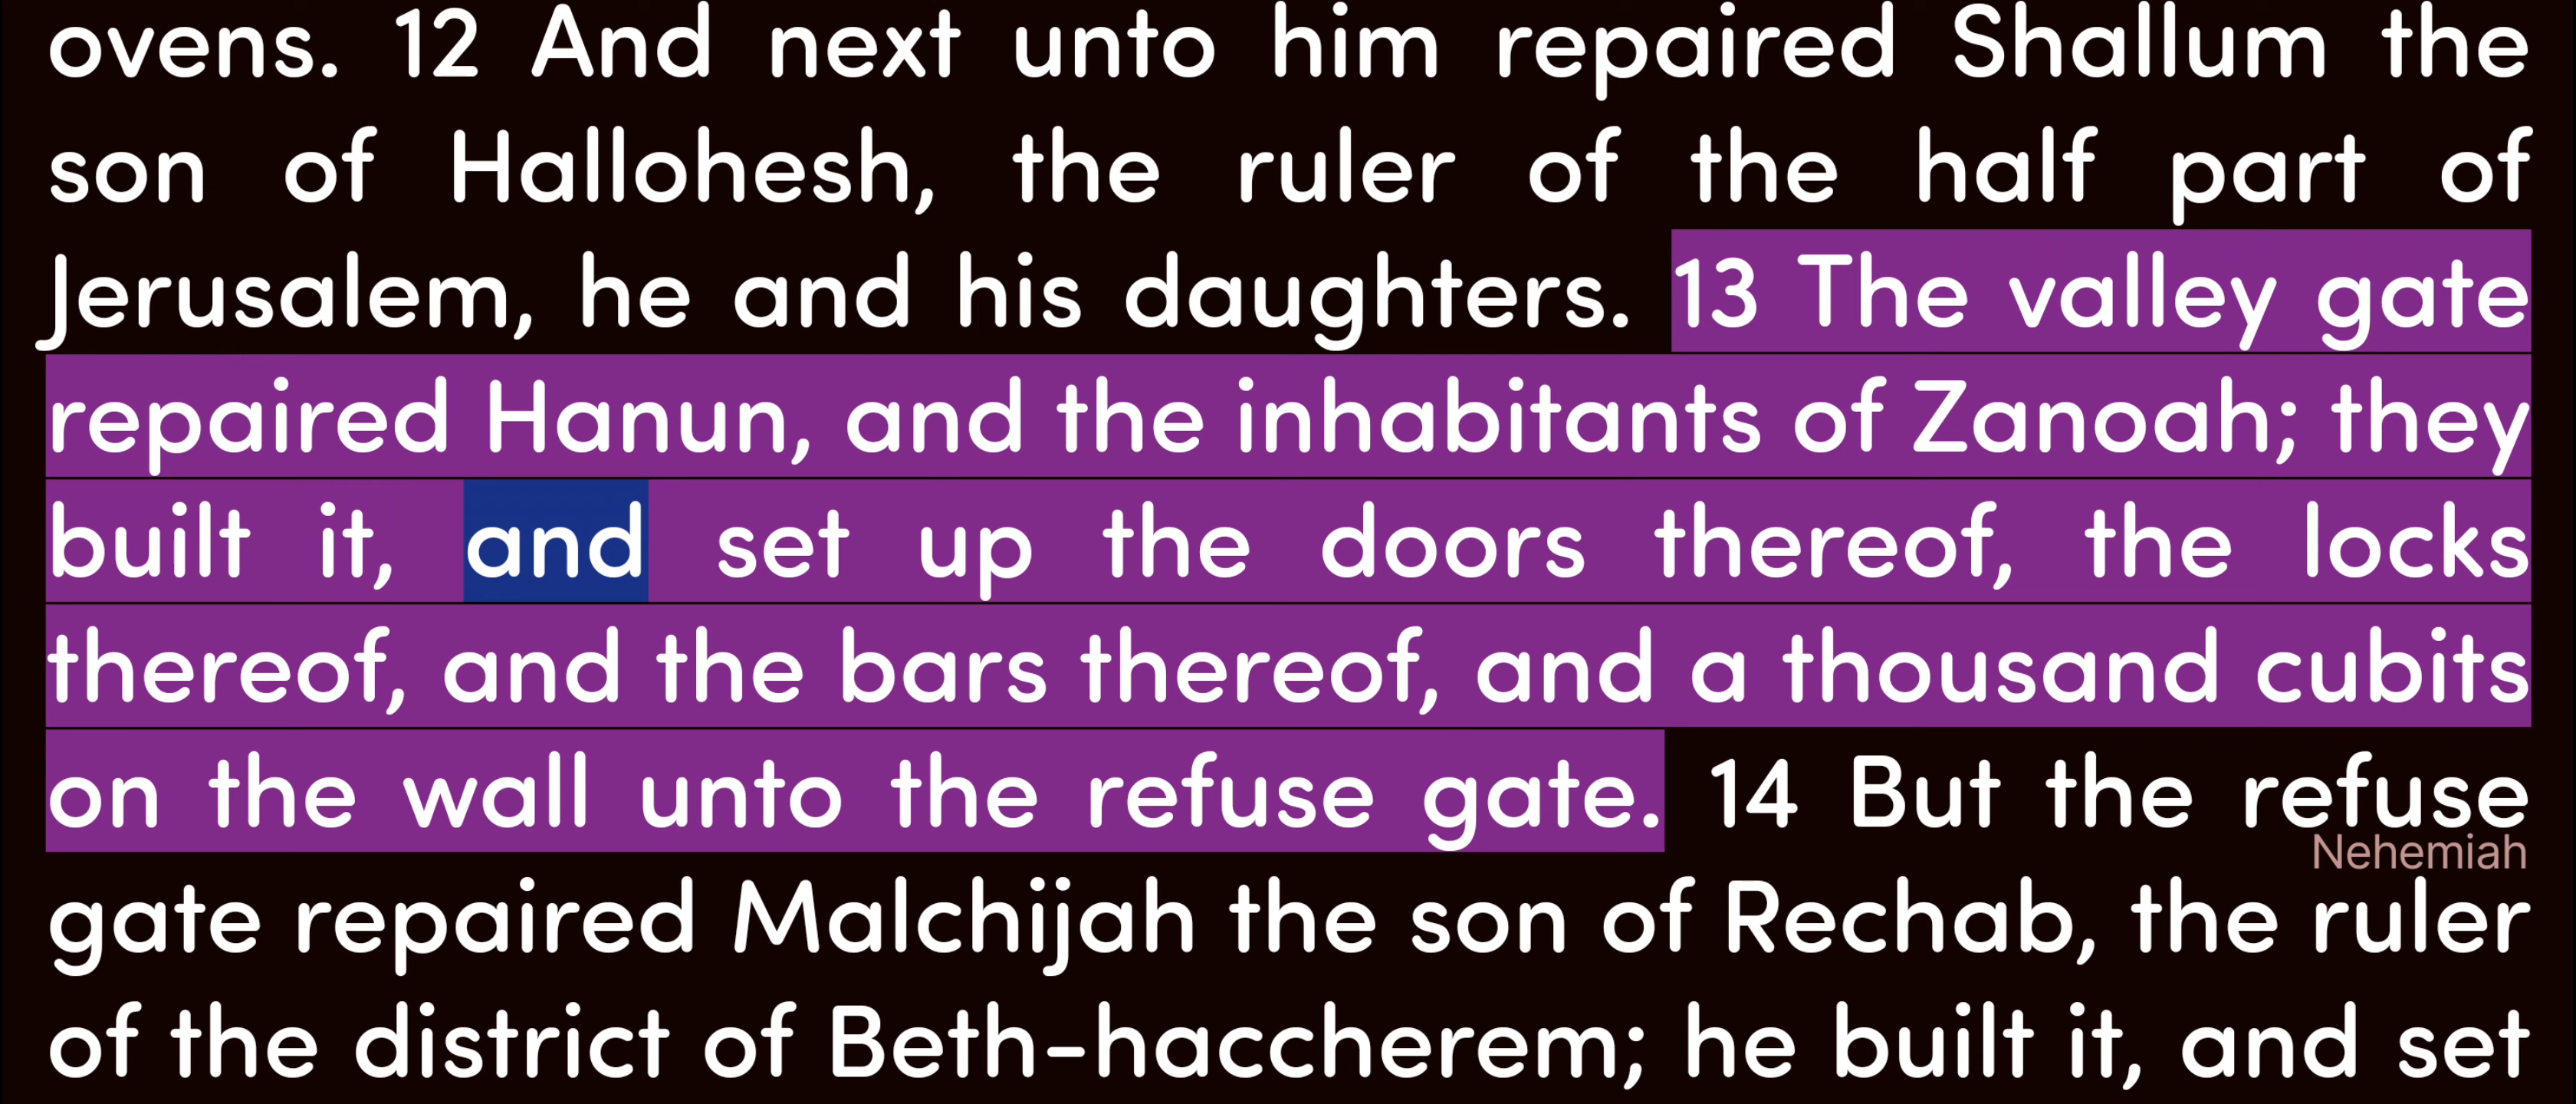 ovens. 12 And next unto him repaired Shallum the
son of Hallohesh, the ruler of the half part of
Jerusalem, he and his daughters. 13 The valley gate
repaired Hanun, and the inhabitants of Zanoah; they
built it, and set up the doors thereof, the locks
thereof, and the bars thereof, and a thousand cubits
on the wall unto the refuse gate. 14 But the refuse
Nehemiah
gate repaired Malchijah the son of Rechab, the ruler
of the district of Beth-haccherem; he built it, and set